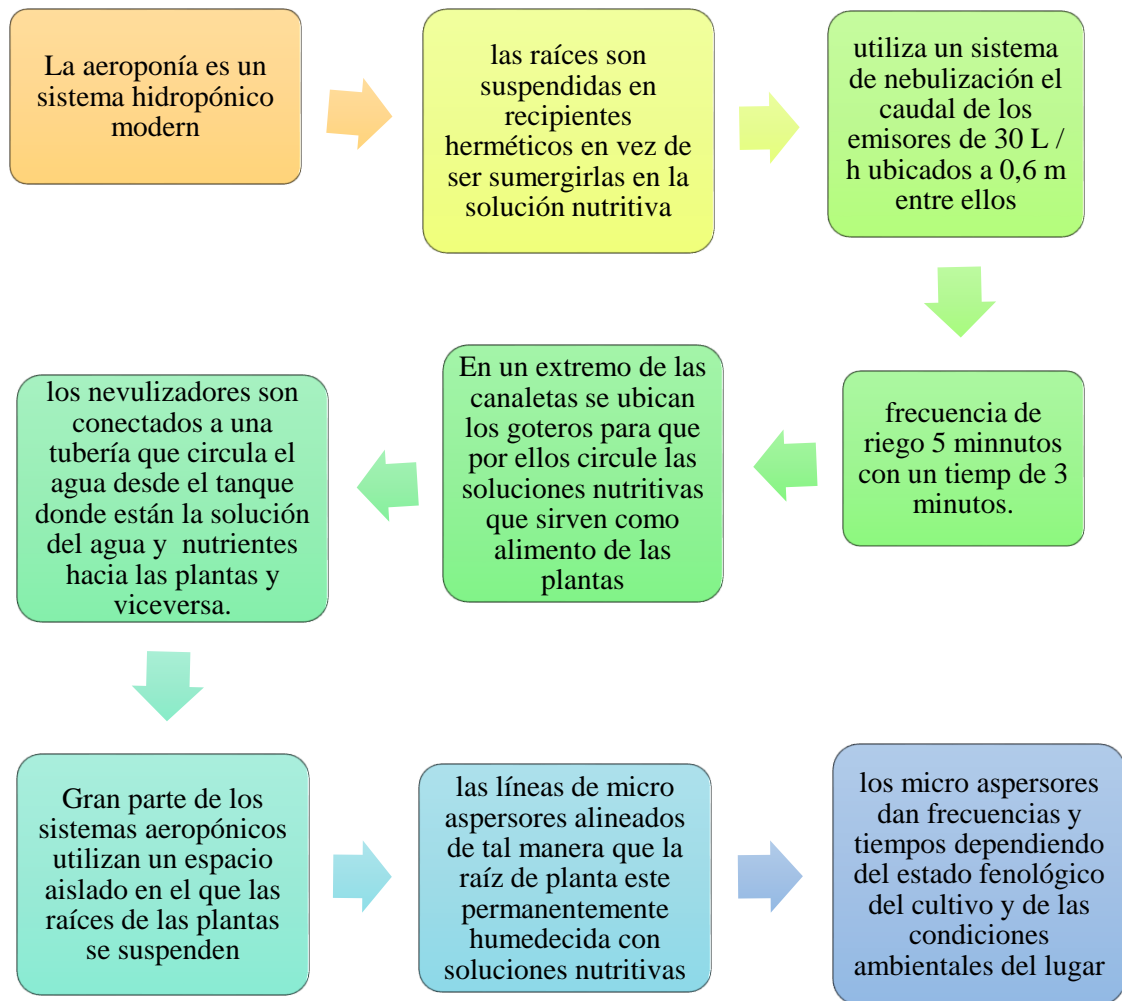 La aeroponía es un
sistema hidropónico
modern
las raíces son
suspendidas en
recipientes
herméticos en vez de
ser sumergirlas en la
solución nutritiva
utiliza un sistema
de nebulización el
caudal de los
emisores de 30 L /
h ubicados a 0,6 m
entre ellos
frecuencia de
riego 5 minnutos
con un tiemp de 3
minutos.
En un extremo de las
canaletas se ubican
los goteros para que
por ellos circule las
soluciones nutritivas
que sirven como
alimento de las
plantas
los nevulizadores son
conectados a una
tubería que circula el
agua desde el tanque
donde están la solución
del agua y nutrientes
hacia las plantas y
viceversa.
Gran parte de los
sistemas aeropónicos
utilizan un espacio
aislado en el que las
raíces de las plantas
se suspenden
las líneas de micro
aspersores alineados
de tal manera que la
raíz de planta este
permanentemente
humedecida con
soluciones nutritivas
los micro aspersores
dan frecuencias y
tiempos dependiendo
del estado fenológico
del cultivo y de las
condiciones
ambientales del lugar